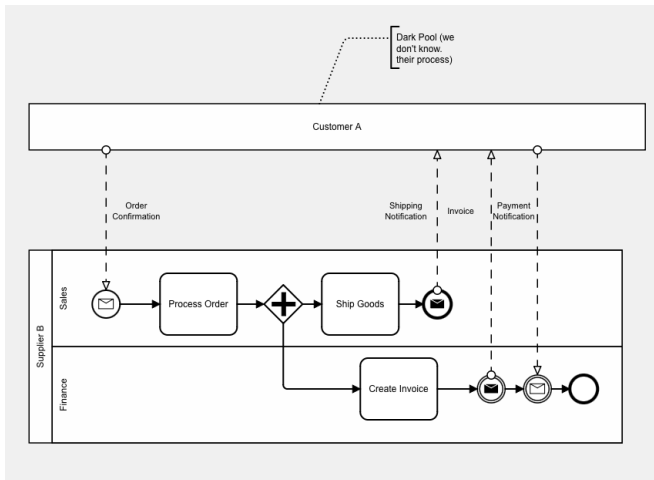 Dark Pool (we
don't know.
their process)
Customer A
Order
Confirmation
Shipping
Notification
Invoice
Payment
Notification
Supplier B
Sales
Process Order
Ship Goods
Finance
Create Invoice